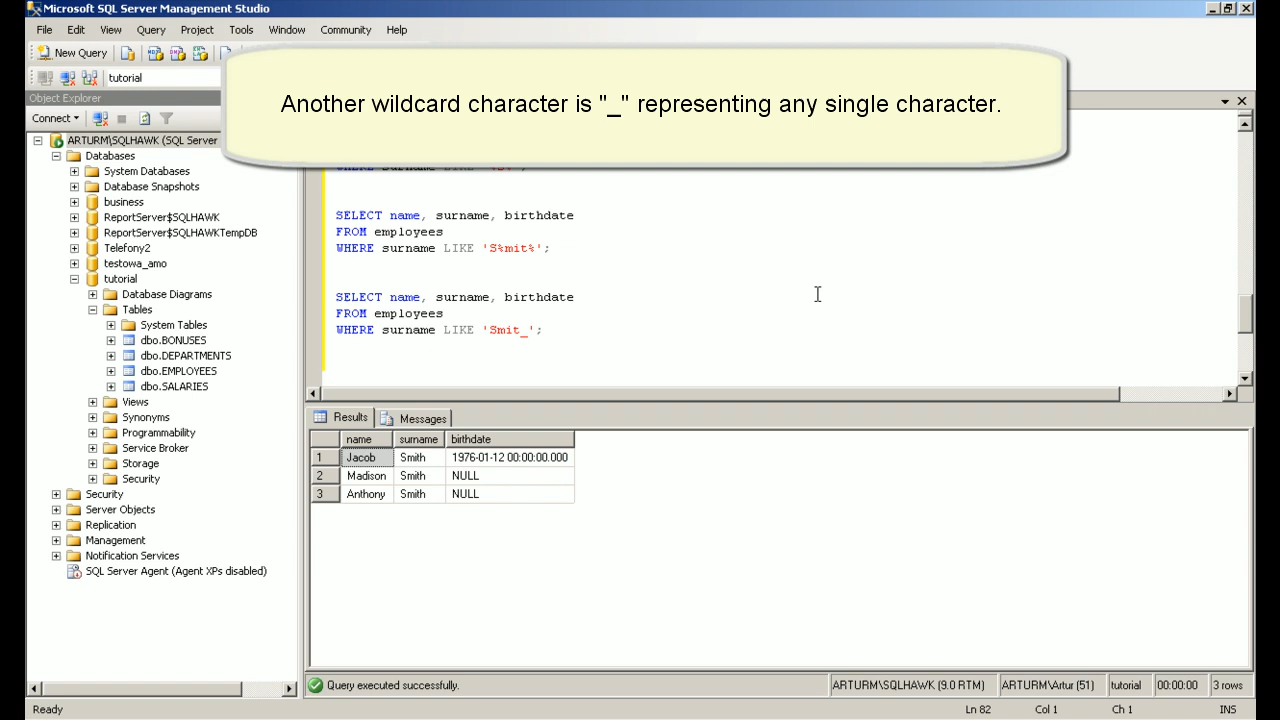 Microsoft SQL Server Management Studio
File Edit View Query Project Tools Window Community Help
New Query
tutorial
Another wildcard character is "_" representing any single character.
Object Explorer
Connect
ARTURM\SQLHAWK (SQL Server
Databases
System Databases
Database Snapshots
business
ReportServer$SQLHAWK
ReportServer$SQLHAWKTempDB
Telefony2
testowa_amo
tutorial
Database Diagrams
Tables
System Tables
dbo.BONUSES
dbo.DEPARTMENTS
dbo.EMPLOYEES
dbo.SALARIES
Views
Synonyms
Programmability
Service Broker
Storage
Security
Security
Server Objects
Replication
Management
Notification Services
SQL Server Agent (Agent XPs disabled)
SELECT name, surname, birthdate
FROM employees
WHERE surname LIKE 'S%mit%';
SELECT name, surname, birthdate
FROM employees
WHERE surname LIKE 'Smit_';
Results Messages
name surname birthdate
1 Jacob Smith 1976-01-12 00:00:00.000
2 Madison Smith NULL
3 Anthony Smith NULL
Query executed successfully. ARTURM\SQLHAWK (9.0 RTM) ARTURM\Artur (51) tutorial 00:00:00 3 rows
Ready Ln 82 Col 1 Ch 1 INS